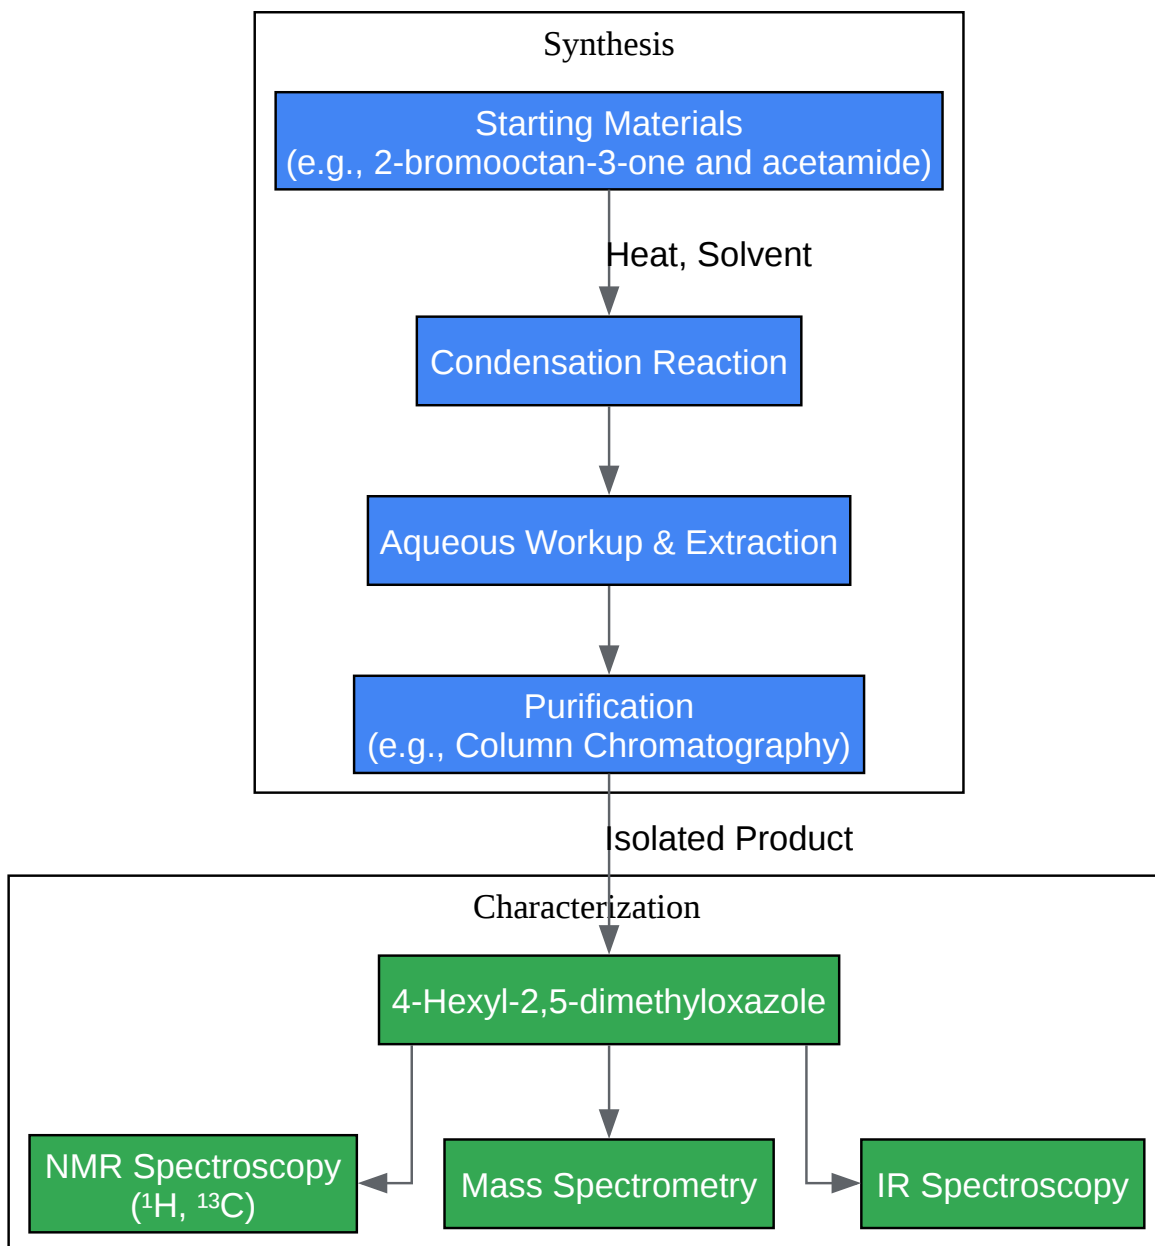 Synthesis
Starting Materials
(e.g., 2-bromooctan-3-one and acetamide)
Heat, Solvent
Condensation Reaction
Aqueous Workup & Extraction
Purification
(e.g., Column Chromatography)
Isolated Product
Characterization
4-Hexyl-2,5-dimethyloxazole
NMR Spectroscopy
(¹H, ¹³C)
Mass Spectrometry
IR Spectroscopy